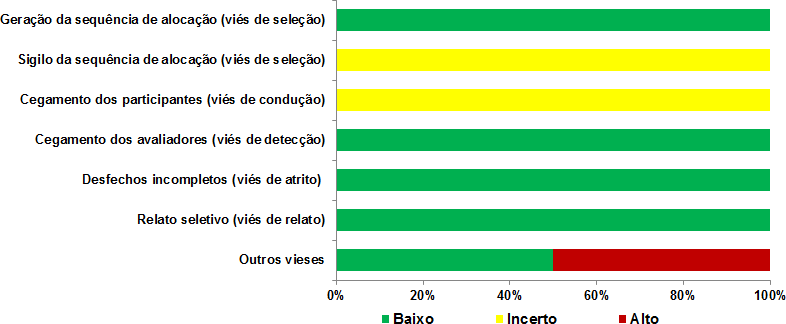 Geração da sequência de alocação (viés de seleção)
Sigilo da sequência de alocação (viés de seleção)
Cegamento dos participantes (viés de condução)
Cegamento dos avaliadores (viés de detecção)
Desfechos incompletos (viés de atrito)
Relato seletivo (viés de relato)
Outros vieses
0% 20% 40% 60% 80% 100%
Baixo Incerto Alto